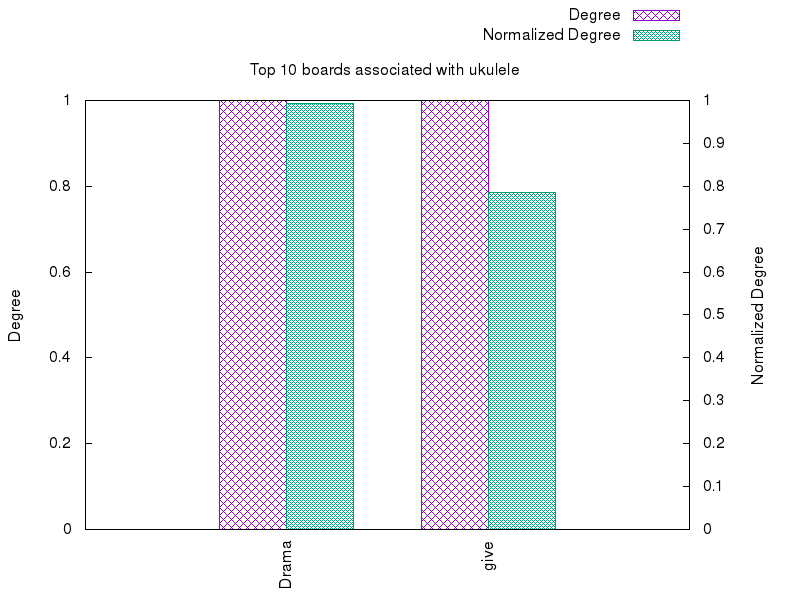 Degree
Normalized Degree
Top 10 boards associated with ukulele
1
0.8
0.6
0.4
0.2
0
Degree
1
0.9
0.8
0.7
0.6
0.5
0.4
0.3
0.2
0.1
0
Normalized Degree
Drama
give